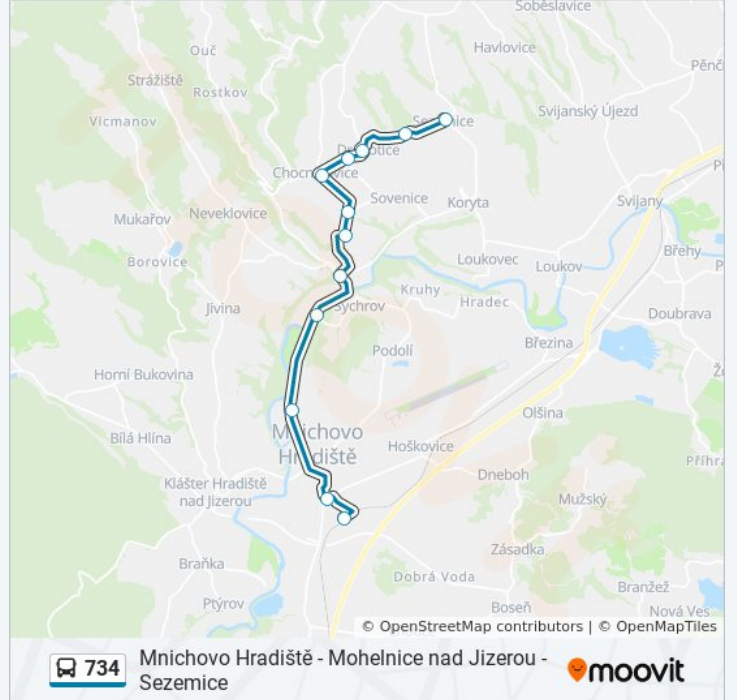 Soběslavice
Ouč
Havlovice
Strážiště
Rostkov
Svijanský Újezd
Vicmanov
Chocnějovice
Sovenice
Koryta
Svijany
Mukařov
Neveklovice
Břehy
Borovice
Loukovec
Loukov
Kruhy
Hradec
Jivina
Sychrov
Doubrava
Březina
Podolí
Horní Bukovina
Olšina
Mnichovo
Hradiště
Bílá Hlína
Hoškovice
Klášter Hradiště
nad Jizerou
Dneboh
Mužský
Zásadka
Braňka
Dobrá Voda
Branžež
Ptýrov
Boseň
Nová Ves
© OpenStreetMap contributors | © OpenMapTiles
734
Mnichovo Hradiště - Mohelnice nad Jizerou -
Sezemice
moovit